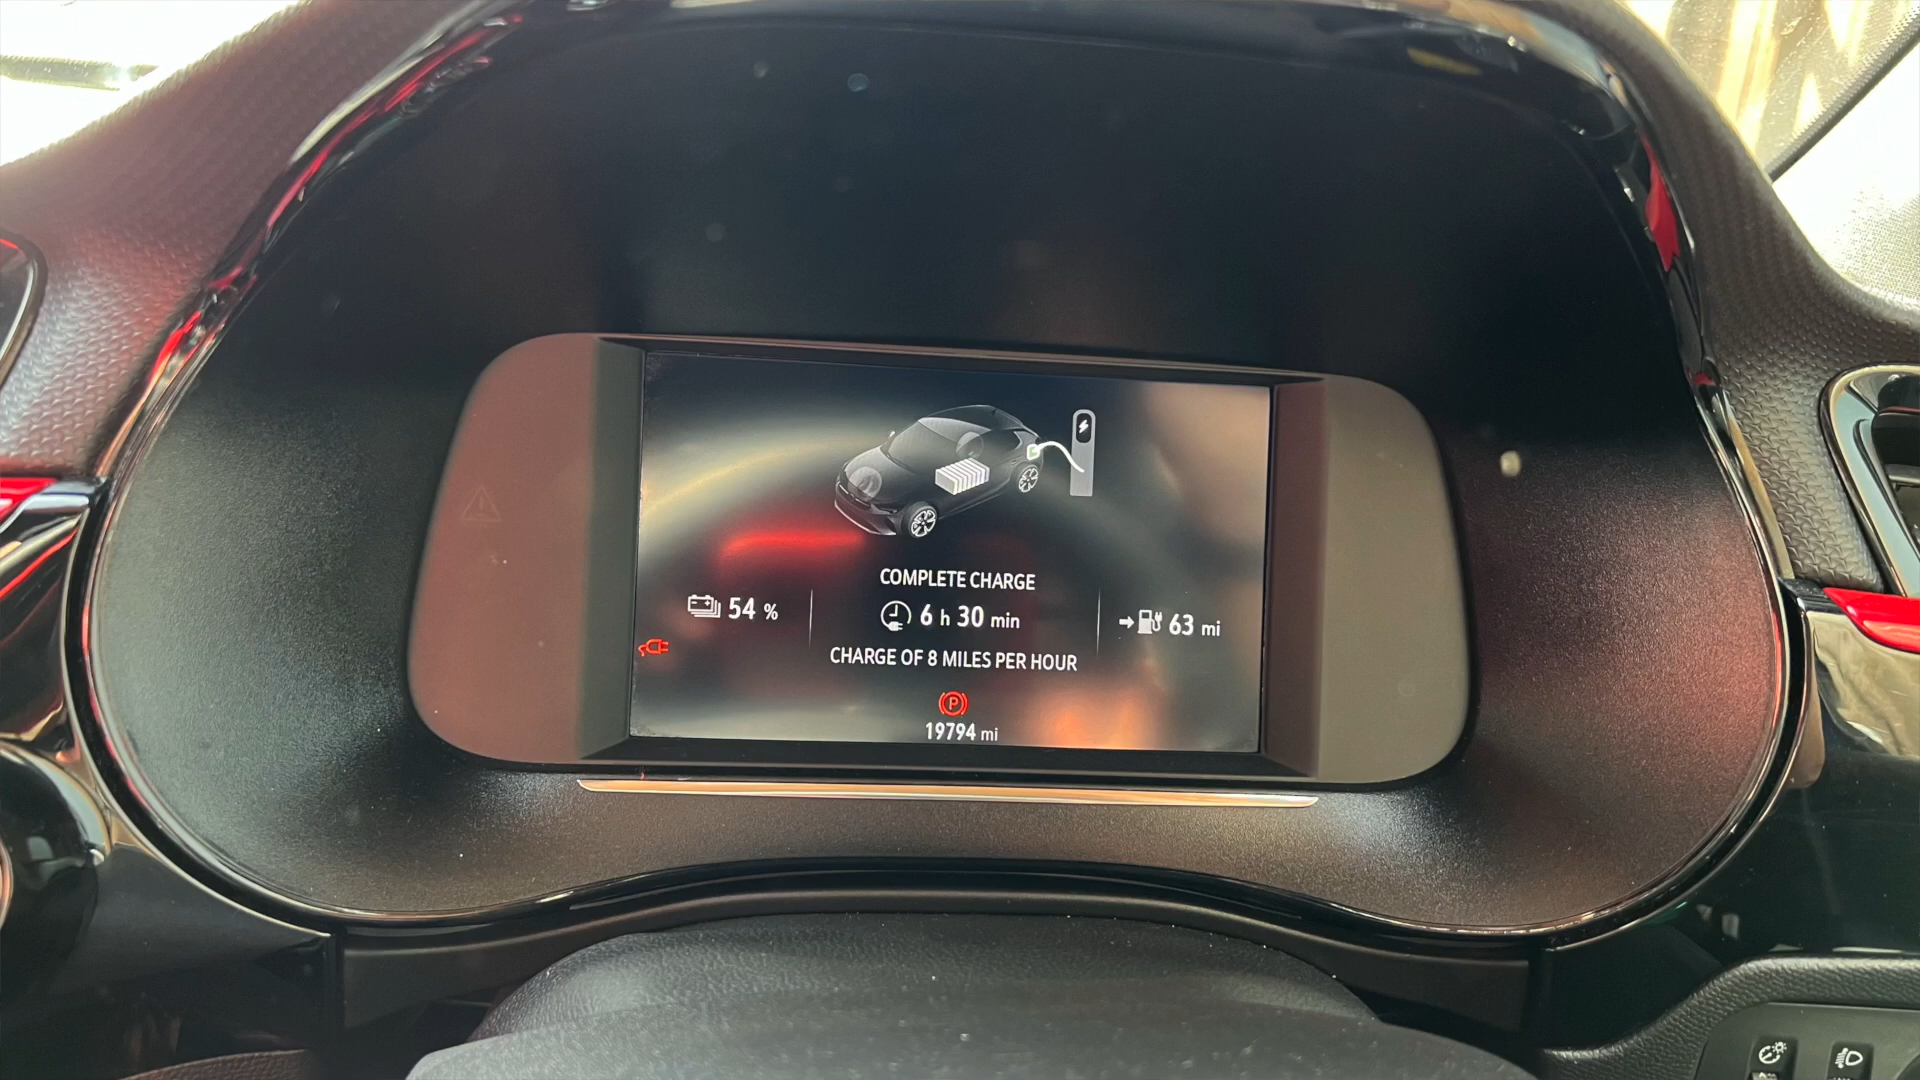 COMPLETE CHARGE
54 %
6 h 30 min
63 mi
CHARGE OF 8 MILES PER HOUR
P
19794 mi